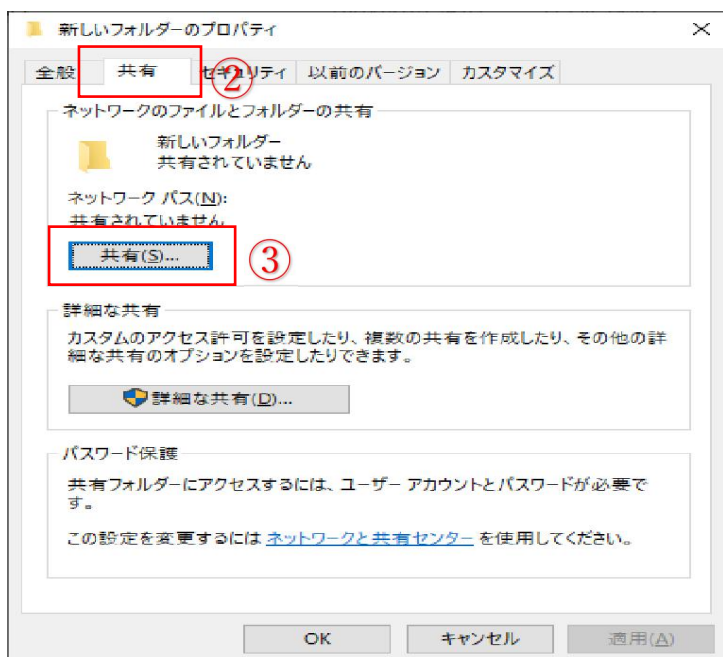 新しいフォルダーのプロパティ
全般 共有 セキュリティ 以前のバージョン カスタマイズ
②
ネットワークのファイルとフォルダーの共有
新しいフォルダー
共有されていません
ネットワーク パス(N):
共有されていません
共有(S)...
③
詳細な共有
カスタムのアクセス許可を設定したり、複数の共有を作成したり、その他の詳
細な共有のオプションを設定したりできます。
詳細な共有(D)...
パスワード保護
共有フォルダーにアクセスするには、ユーザー アカウントとパスワードが必要で
す。
この設定を変更するには ネットワークと共有センター を使用してください。
OK キャンセル 適用(A)